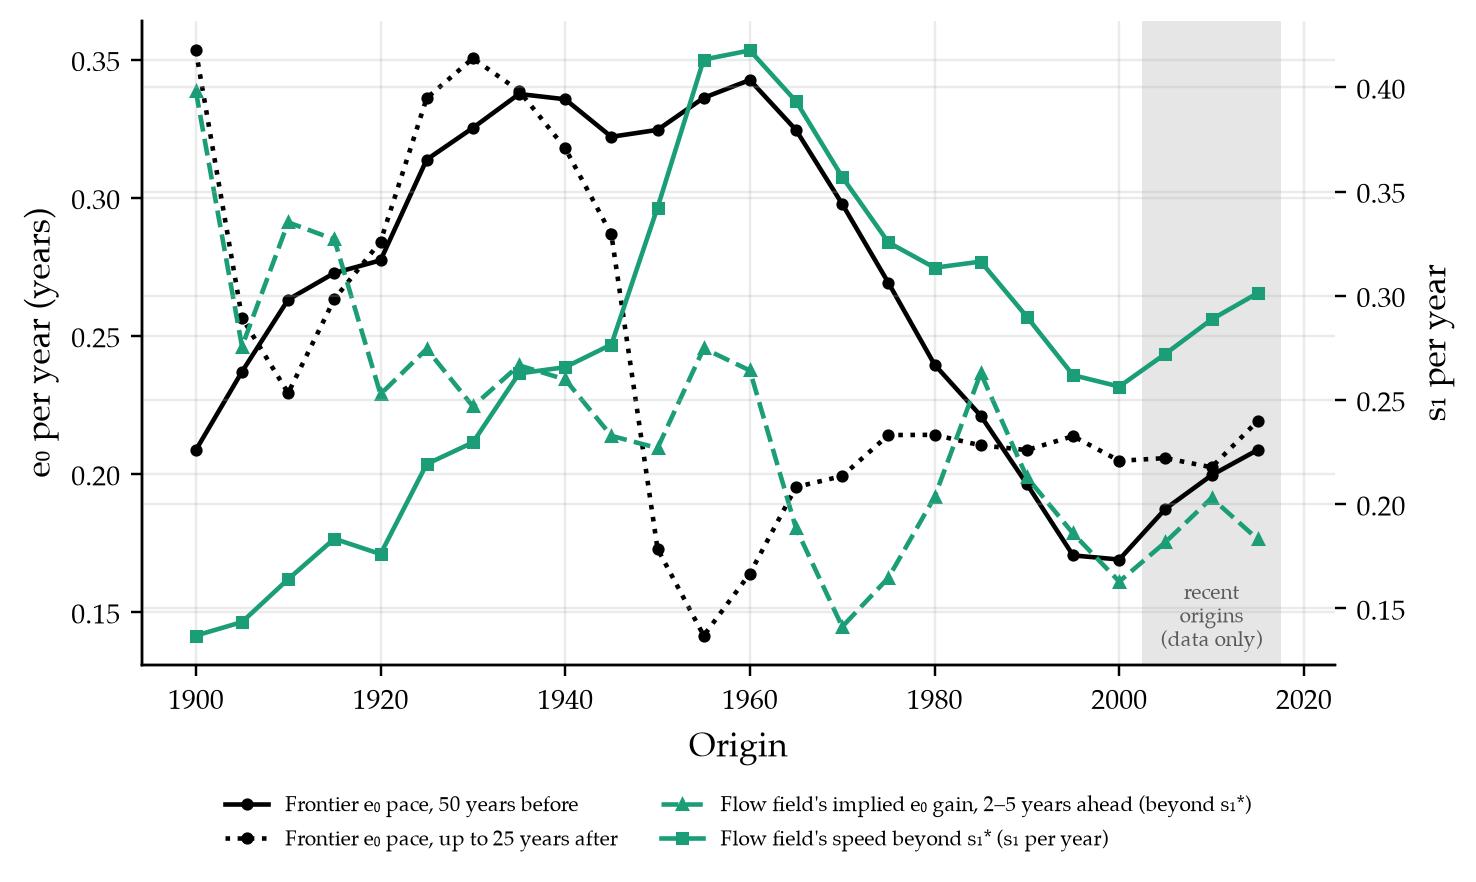 0.35
0.30
0.25
0.20
0.15
e₀ per year (years)
0.40
0.35
0.30
0.25
0.20
0.15
s₁ per year
recent
origins
(data only)
1900 1920 1940 1960 1980 2000 2020
Origin
Frontier e₀ pace, 50 years before
Frontier e₀ pace, up to 25 years after
Flow field's implied e₀ gain, 2–5 years ahead (beyond s₁*)
Flow field's speed beyond s₁* (s₁ per year)